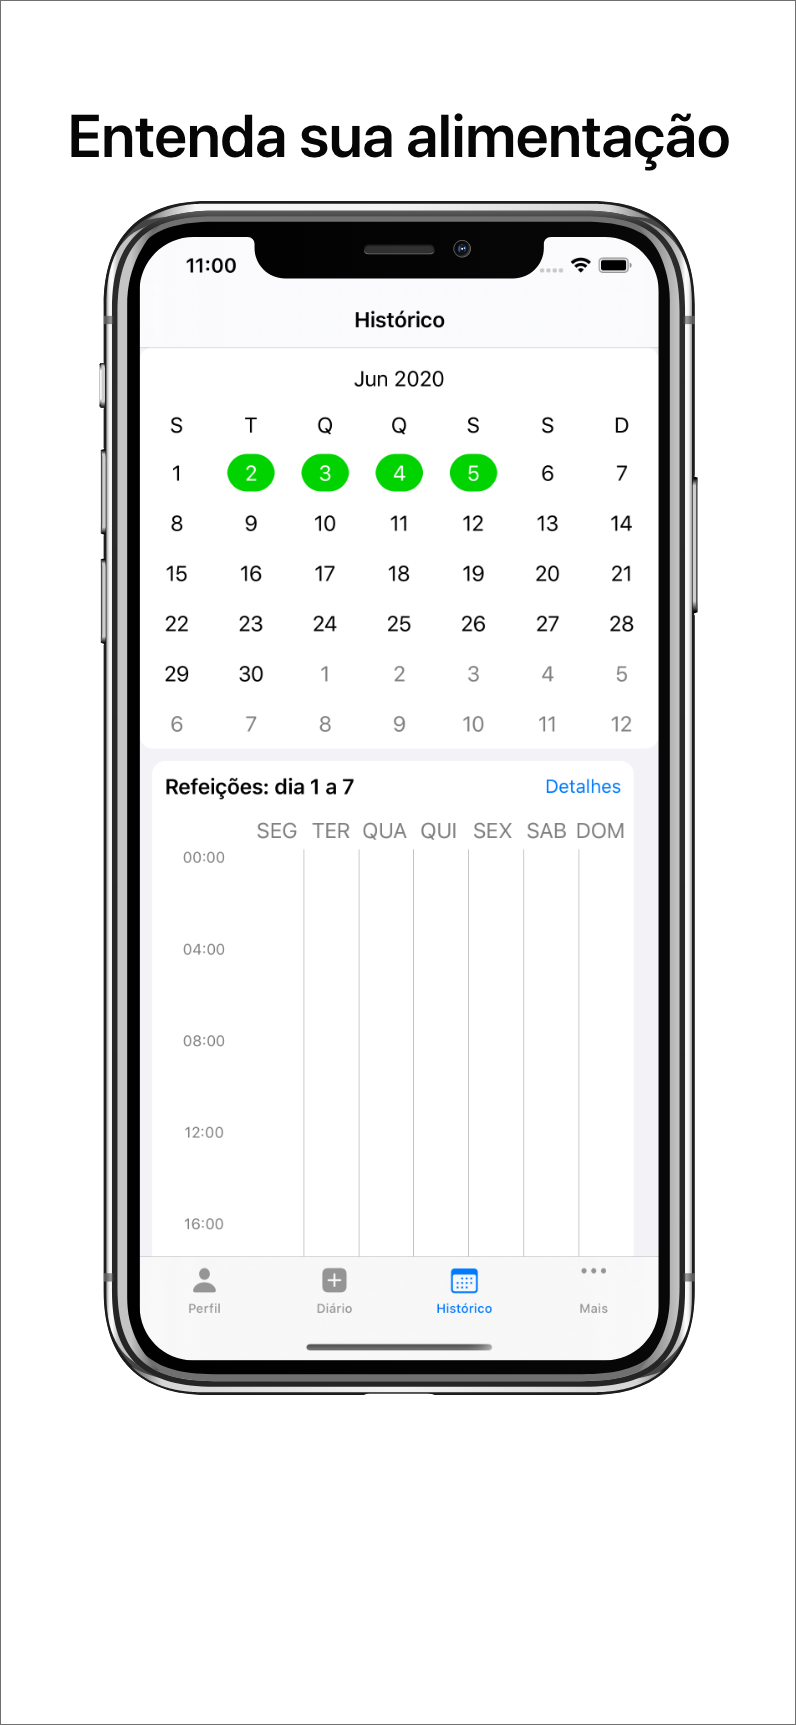 Entenda sua alimentação
11:00
Histórico
Jun 2020
S T Q Q S S D
1 2 3 4 5 6 7
8 9 10 11 12 13 14
15 16 17 18 19 20 21
22 23 24 25 26 27 28
29 30 1 2 3 4 5
6 7 8 9 10 11 12
Refeições: dia 1 a 7 Detalhes
SEG TER QUA QUI SEX SAB DOM
00:00
04:00
08:00
12:00
16:00
Perfil Diário Histórico Mais